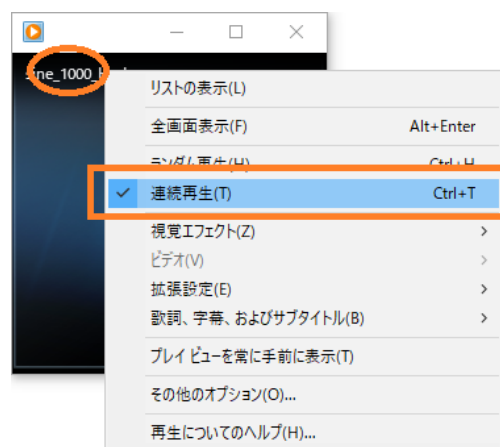 sine_1000_
リストの表示(L)
全画面表示(F) Alt+Enter
ランダム再生(H) Ctrl+H
連続再生(T) Ctrl+T
視覚エフェクト(Z)
ビデオ(V)
拡張設定(E)
歌詞、字幕、およびサブタイトル(B)
プレイ ビューを常に手前に表示(T)
その他のオプション(O)...
再生についてのヘルプ(H)...